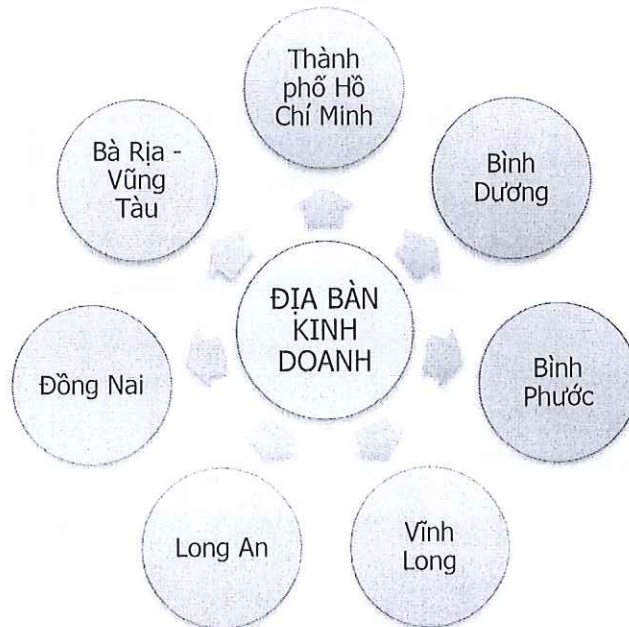 Thành
phố Hồ
Chí Minh
Bà Rịa -
Vũng
Tàu
Bình
Dương
ĐỊA BÀN
KINH
DOANH
Đồng Nai
Bình
Phước
Long An
Vĩnh
Long